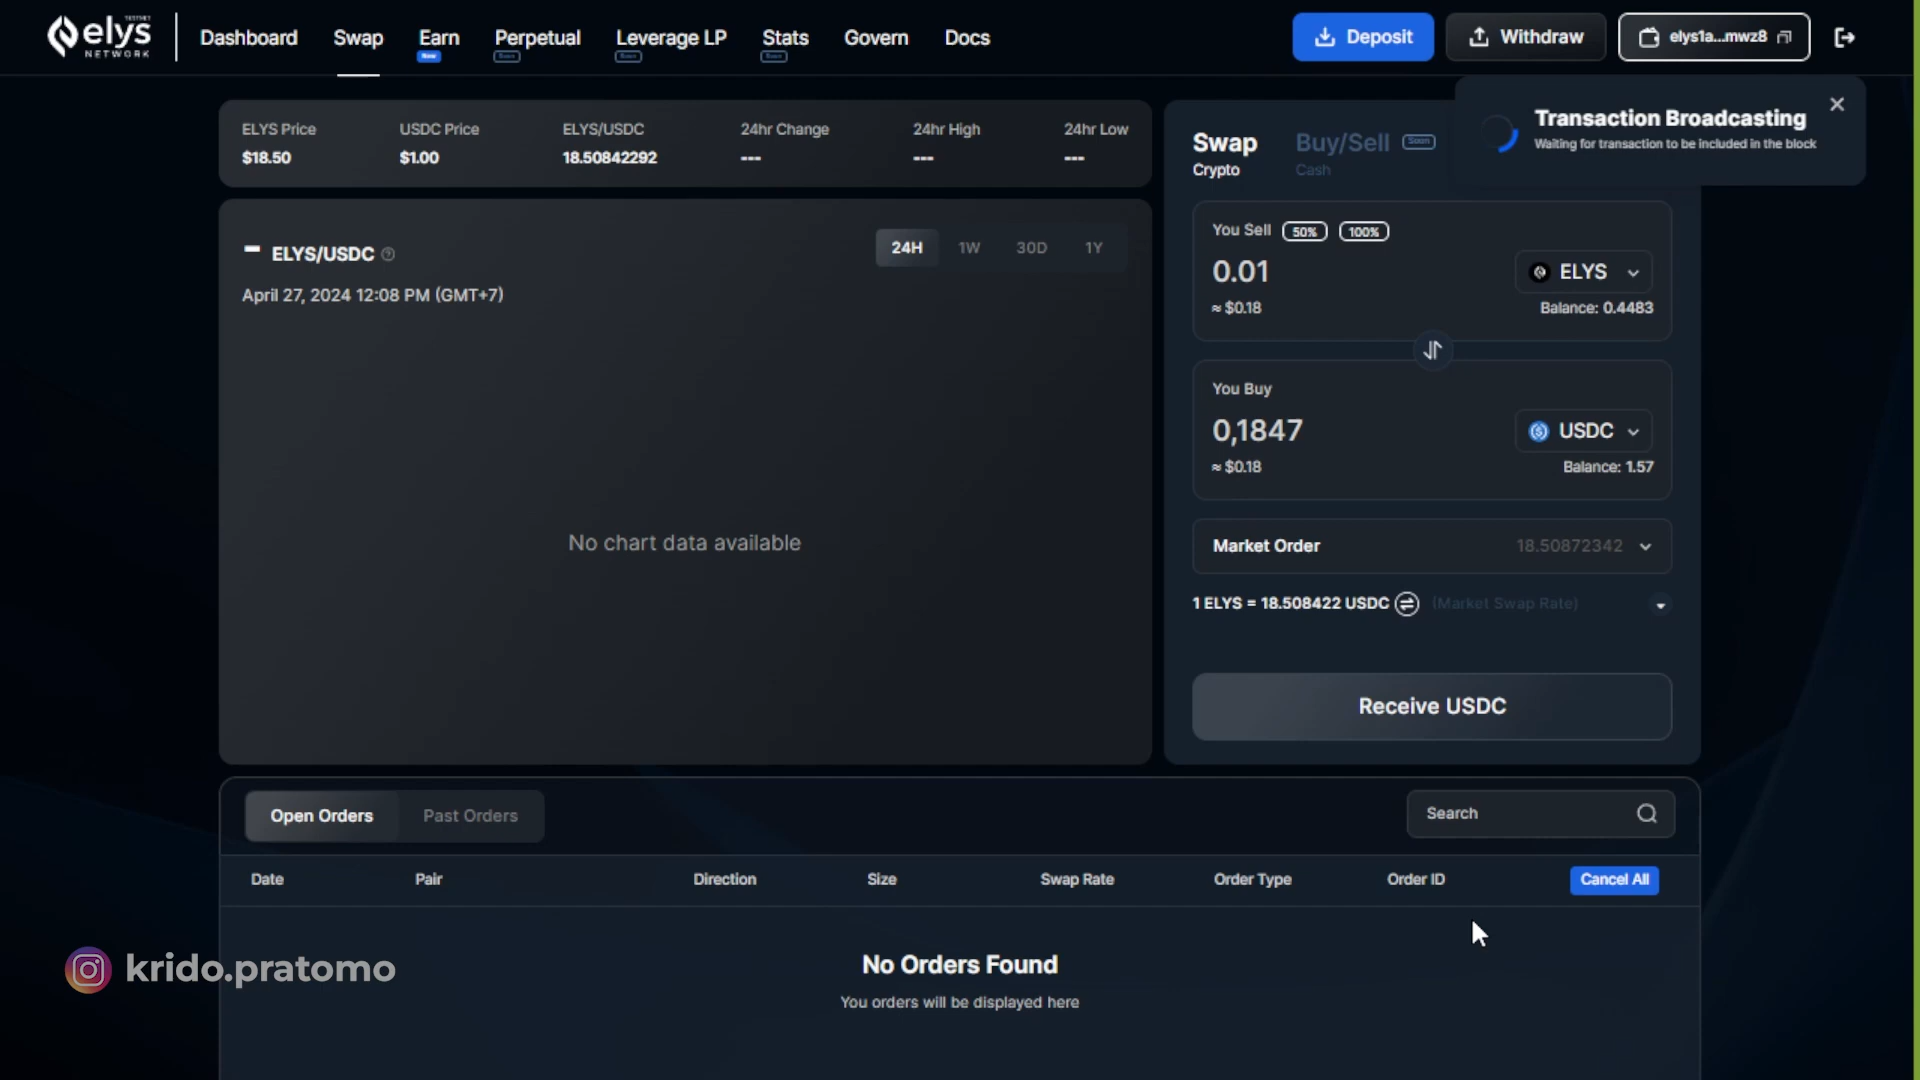 TESTNET
elys
NETWORK
Dashboard
Swap
Earn
New
Perpetual
Soon
Leverage LP
Soon
Stats
Soon
Govern
Docs
Deposit
Withdraw
elys1a...mwz8
Transaction Broadcasting
Waiting for transaction to be included in the block
ELYS Price
$18.50
USDC Price
$1.00
ELYS/USDC
18.50842292
24hr Change
---
24hr High
---
24hr Low
---
ELYS/USDC
April 27, 2024 12:08 PM (GMT+7)
24H
1W
30D
1Y
No chart data available
Swap
Crypto
Buy/Sell
Soon
Cash
You Sell
50%
100%
0.01
ELYS
≈ $0.18
Balance: 0.4483
You Buy
0,1847
USDC
≈ $0.18
Balance: 1.57
Market Order
18.50872342
1 ELYS = 18.508422 USDC
(Market Swap Rate)
Receive USDC
Open Orders
Past Orders
Search
Date
Pair
Direction
Size
Swap Rate
Order Type
Order ID
Cancel All
No Orders Found
You orders will be displayed here
krido.pratomo